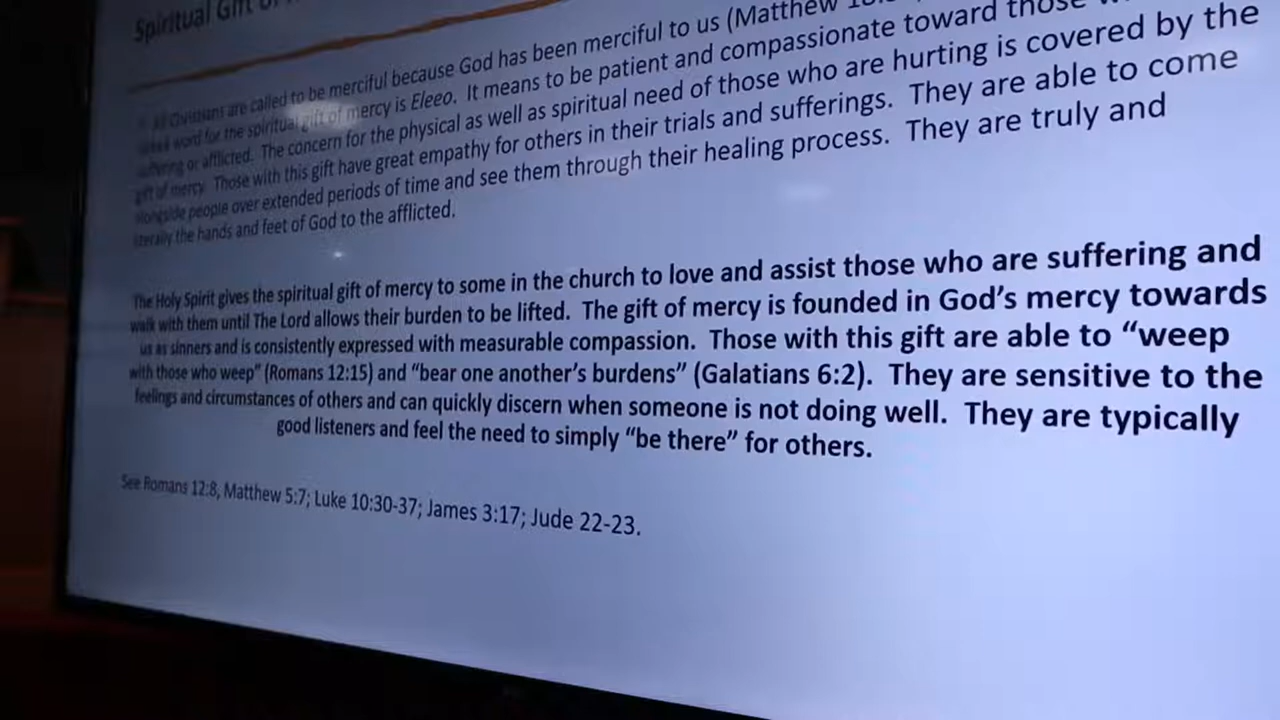 Spiritual Gift of
All Christians are called to be merciful because God has been merciful to us (Matthew
Greek word for the spiritual gift of mercy is Eleeo. It means to be patient and compassionate toward those
suffering or afflicted. The concern for the physical as well as spiritual need of those who are hurting is covered by the
gift of mercy. Those with this gift have great empathy for others in their trials and sufferings. They are able to come
alongside people over extended periods of time and see them through their healing process. They are truly and
literally the hands and feet of God to the afflicted.
The Holy Spirit gives the spiritual gift of mercy to some in the church to love and assist those who are suffering and
walk with them until The Lord allows their burden to be lifted. The gift of mercy is founded in God's mercy towards
us as sinners and is consistently expressed with measurable compassion. Those with this gift are able to “weep
with those who weep” (Romans 12:15) and “bear one another's burdens” (Galatians 6:2). They are sensitive to the
feelings and circumstances of others and can quickly discern when someone is not doing well. They are typically
good listeners and feel the need to simply “be there” for others.
See Romans 12:8, Matthew 5:7; Luke 10:30-37; James 3:17; Jude 22-23.